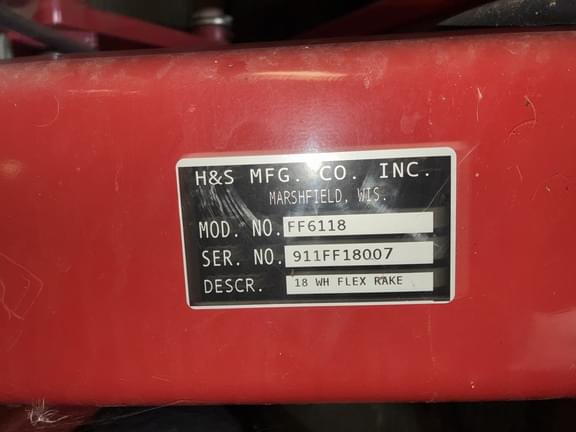 H&S MFG. CO. INC.
MARSHFIELD, WIS.
MOD. NO. FF6118
SER. NO. 911FF18007
DESCR. 18 WH FLEX RAKE